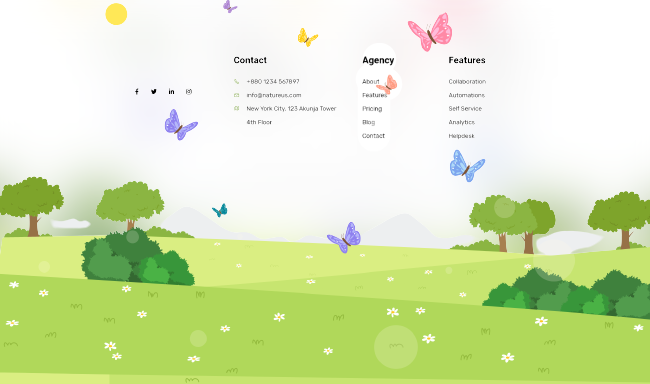 Contact
+880 1234 567897
info@natureus.com
New York City, 123 Akunja Tower
4th Floor
Agency
About
Features
Pricing
Blog
Contact
Features
Collaboration
Automations
Self Service
Analytics
Helpdesk